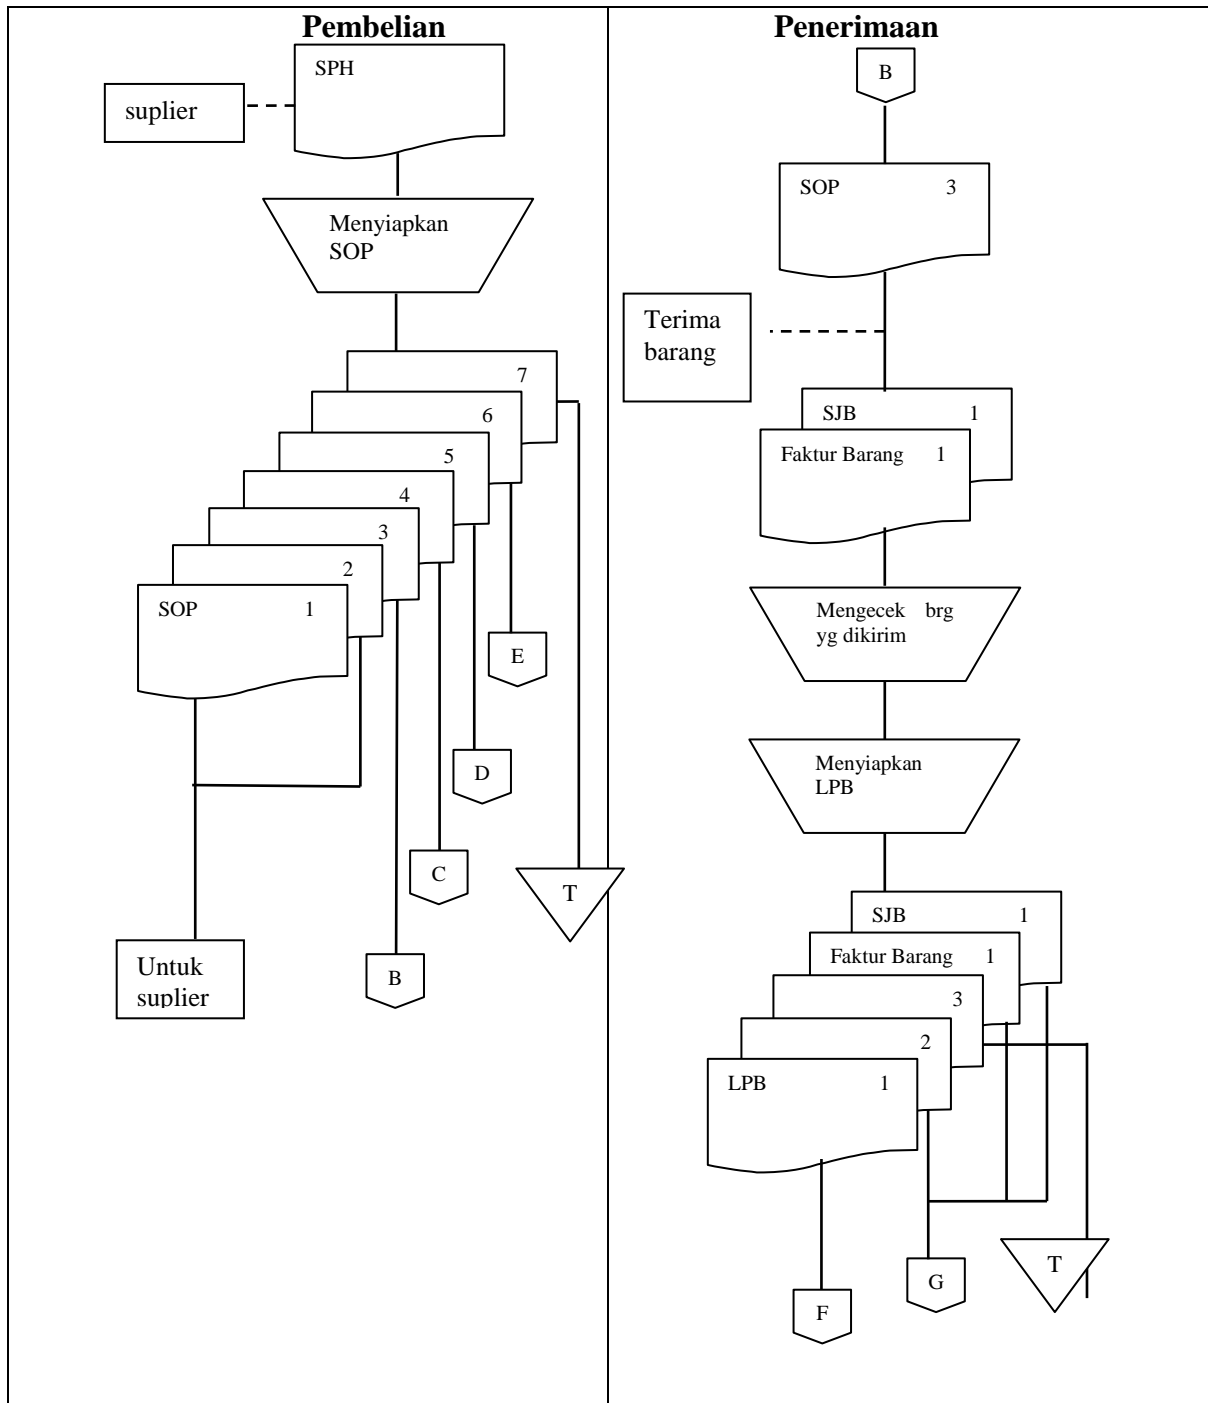 Pembelian
SPH
suplier
Menyiapkan
SOP
7
6
5
4
3
2
SOP 1
E
D
C
T
B
Untuk
suplier
Penerimaan
B
SOP 3
Terima
barang
SJB 1
Faktur Barang 1
Mengecek brg
yg dikirim
Menyiapkan
LPB
SJB 1
Faktur Barang 1
3
2
LPB 1
T
G
F